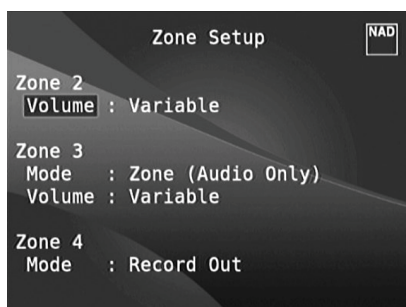 Zone Setup
NAD
Zone 2
Volume : Variable
Zone 3
Mode : Zone (Audio Only)
Volume : Variable
Zone 4
Mode : Record Out